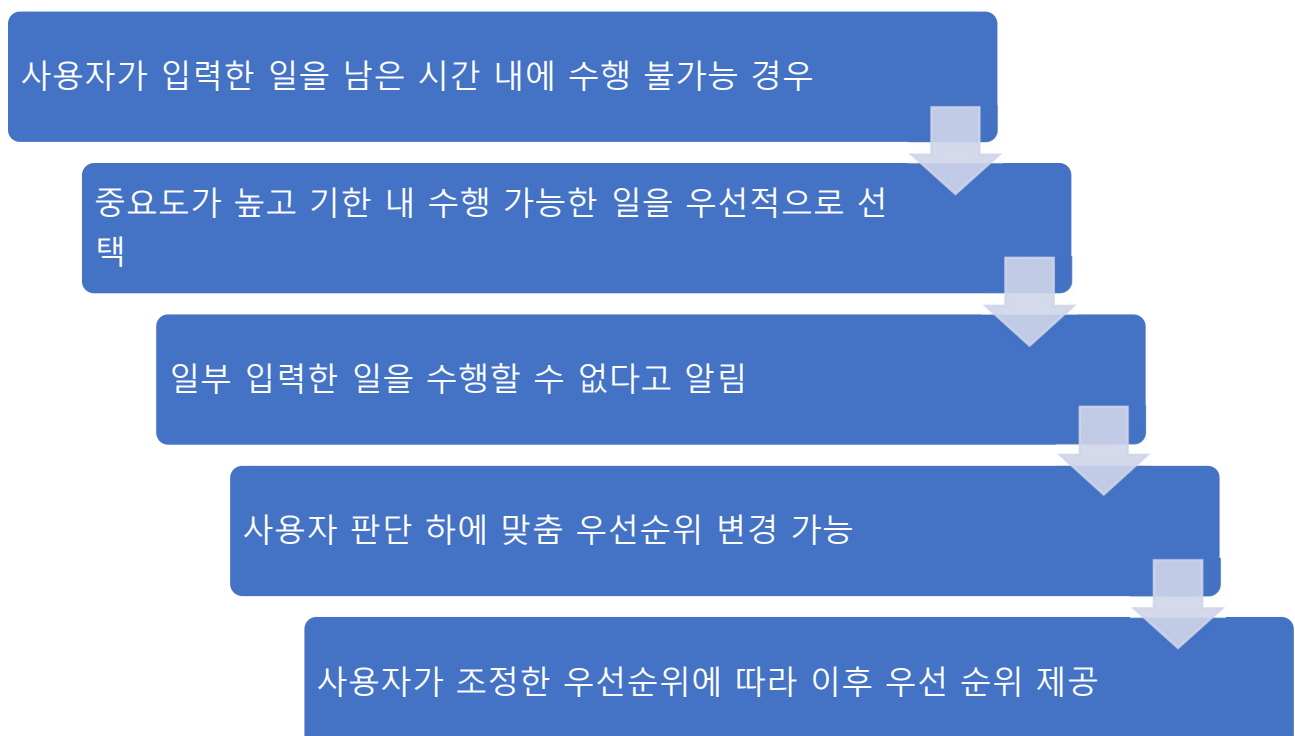 사용자가 입력한 일을 남은 시간 내에 수행 불가능 경우
중요도가 높고 기한 내 수행 가능한 일을 우선적으로 선
택
일부 입력한 일을 수행할 수 없다고 알림
사용자 판단 하에 맞춤 우선순위 변경 가능
사용자가 조정한 우선순위에 따라 이후 우선 순위 제공